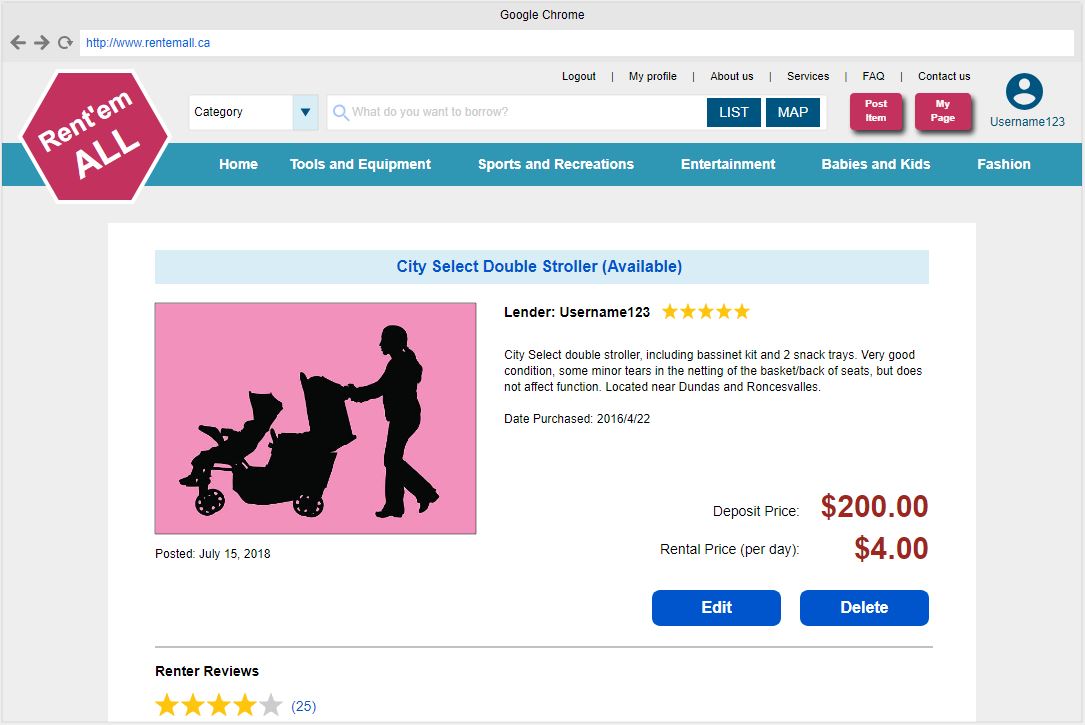 Google Chrome
http://www.rentemall.ca
Logout | My profile | About us | Services | FAQ | Contact us
Rent'em
ALL
Category
What do you want to borrow?
LIST
MAP
Post
Item
My
Page
Username123
Home
Tools and Equipment
Sports and Recreations
Entertainment
Babies and Kids
Fashion
City Select Double Stroller (Available)
Lender: Username123
City Select double stroller, including bassinet kit and 2 snack trays. Very good
condition, some minor tears in the netting of the basket/back of seats, but does
not affect function. Located near Dundas and Roncesvalles.
Date Purchased: 2016/4/22
Deposit Price: $200.00
Rental Price (per day): $4.00
Posted: July 15, 2018
Edit
Delete
Renter Reviews
(25)